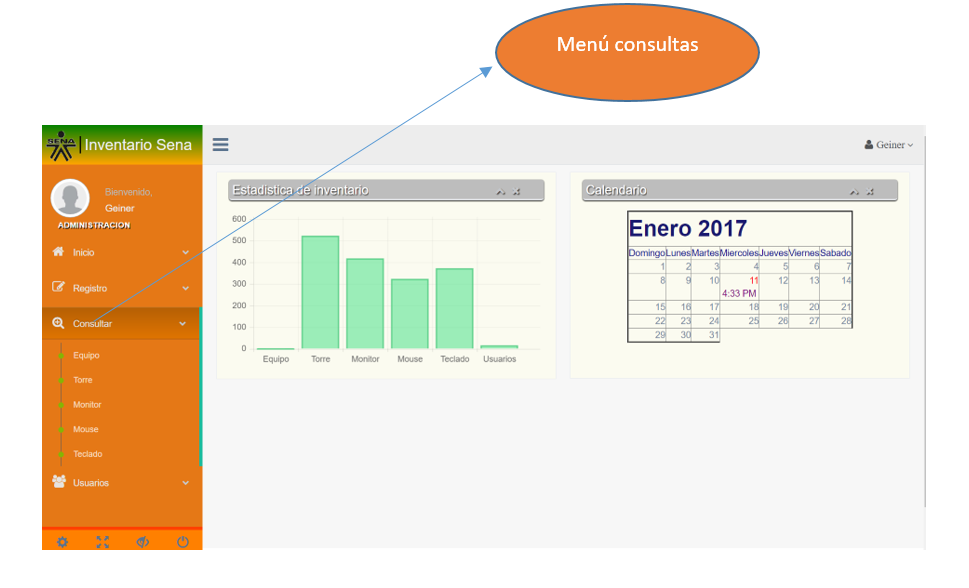 Menú consultas
SENA
Inventario Sena
Geiner
Bienvenido,
Geiner
ADMINISTRACION
Inicio
Registro
Consultar
Equipo
Torre
Monitor
Mouse
Teclado
Usuarios
Estadistica de inventario
600
500
400
300
200
100
0
Equipo Torre Monitor Mouse Teclado Usuarios
Calendario
Enero 2017
Domingo Lunes Martes Miercoles Jueves Viernes Sabado
1 2 3 4 5 6 7
8 9 10 11 12 13 14
4:33 PM
15 16 17 18 19 20 21
22 23 24 25 26 27 28
29 30 31